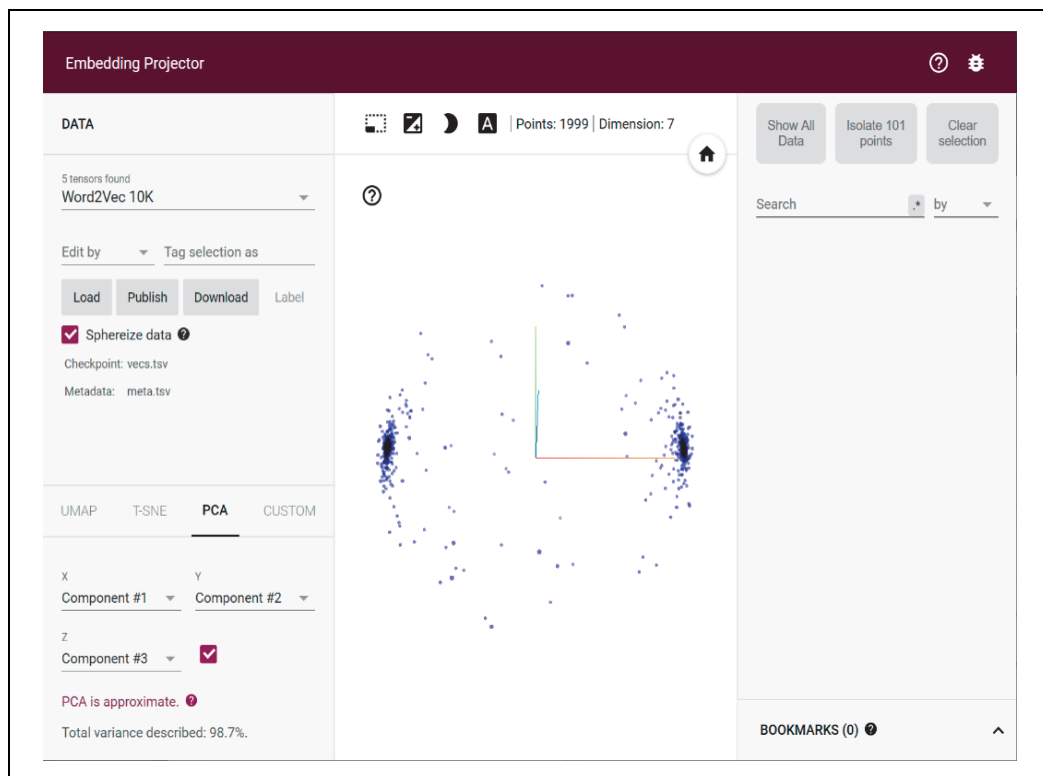 Embedding Projector
DATA
5 tensors found
Word2Vec 10K
Edit by
Tag selection as
Load
Publish
Download
Label
Sphereize data
Checkpoint: vecs.tsv
Metadata: meta.tsv
UMAP
T-SNE
PCA
CUSTOM
X
Component #1
Y
Component #2
Z
Component #3
PCA is approximate.
Total variance described: 98.7%.
A
Points: 1999 | Dimension: 7
Show All
Data
Isolate 101
points
Clear
selection
Search
.*
by
BOOKMARKS (0)